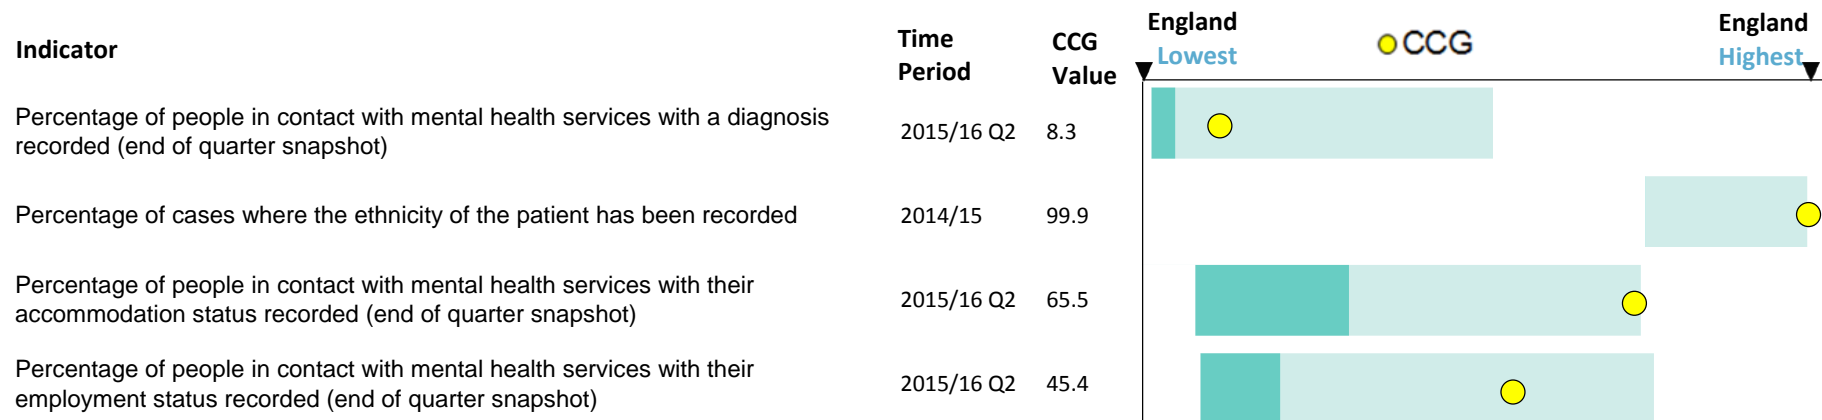 Indicator
Time
Period
CCG
Value
England
Lowest
CCG
England
Highest
Percentage of people in contact with mental health services with a diagnosis
recorded (end of quarter snapshot)
2015/16 Q2
8.3
Percentage of cases where the ethnicity of the patient has been recorded
2014/15
99.9
Percentage of people in contact with mental health services with their
accommodation status recorded (end of quarter snapshot)
2015/16 Q2
65.5
Percentage of people in contact with mental health services with their
employment status recorded (end of quarter snapshot)
2015/16 Q2
45.4